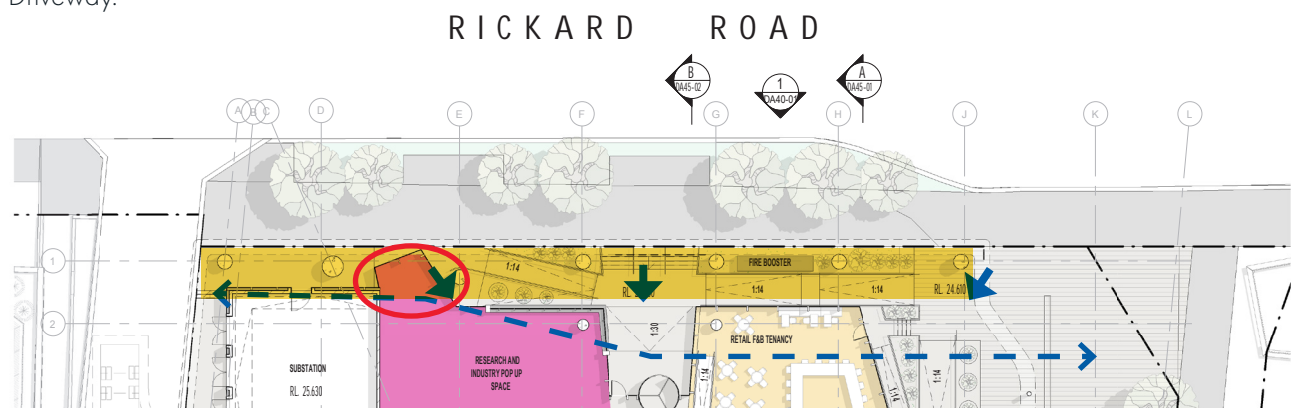 Driveway.
RICKARD ROAD
B
DA45-02
1
DA40-01
A
DA45-01
A
B
C
D
E
F
G
H
J
K
L
1
1:14
FIRE BOOSTER
RL.
1:14
1:14
RL. 24.610
2
1:30
RETAIL F&B TENANCY
SUBSTATION
RL 25.630
RESEARCH AND
INDUSTRY POP UP
SPACE
1:14
1:14